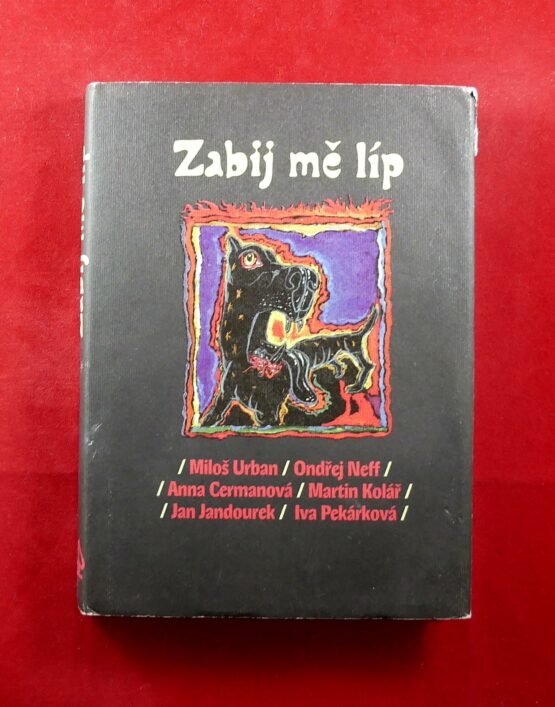 Zabij mě líp
/ Miloš Urban / Ondřej Neff /
/ Anna Cermanová / Martin Kolář /
/ Jan Jandourek / Iva Pekárková /